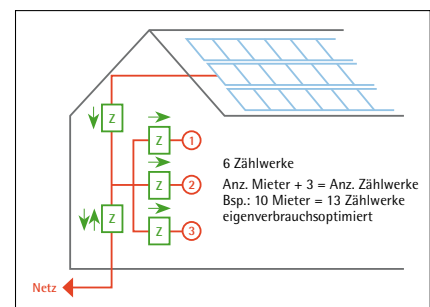 Z
Z
1
6 Zählwerke
Z
2
Anz. Mieter + 3 = Anz. Zählwerke
Bsp.: 10 Mieter = 13 Zählwerke
eigenverbrauchsoptimiert
Z
Z
3
Netz